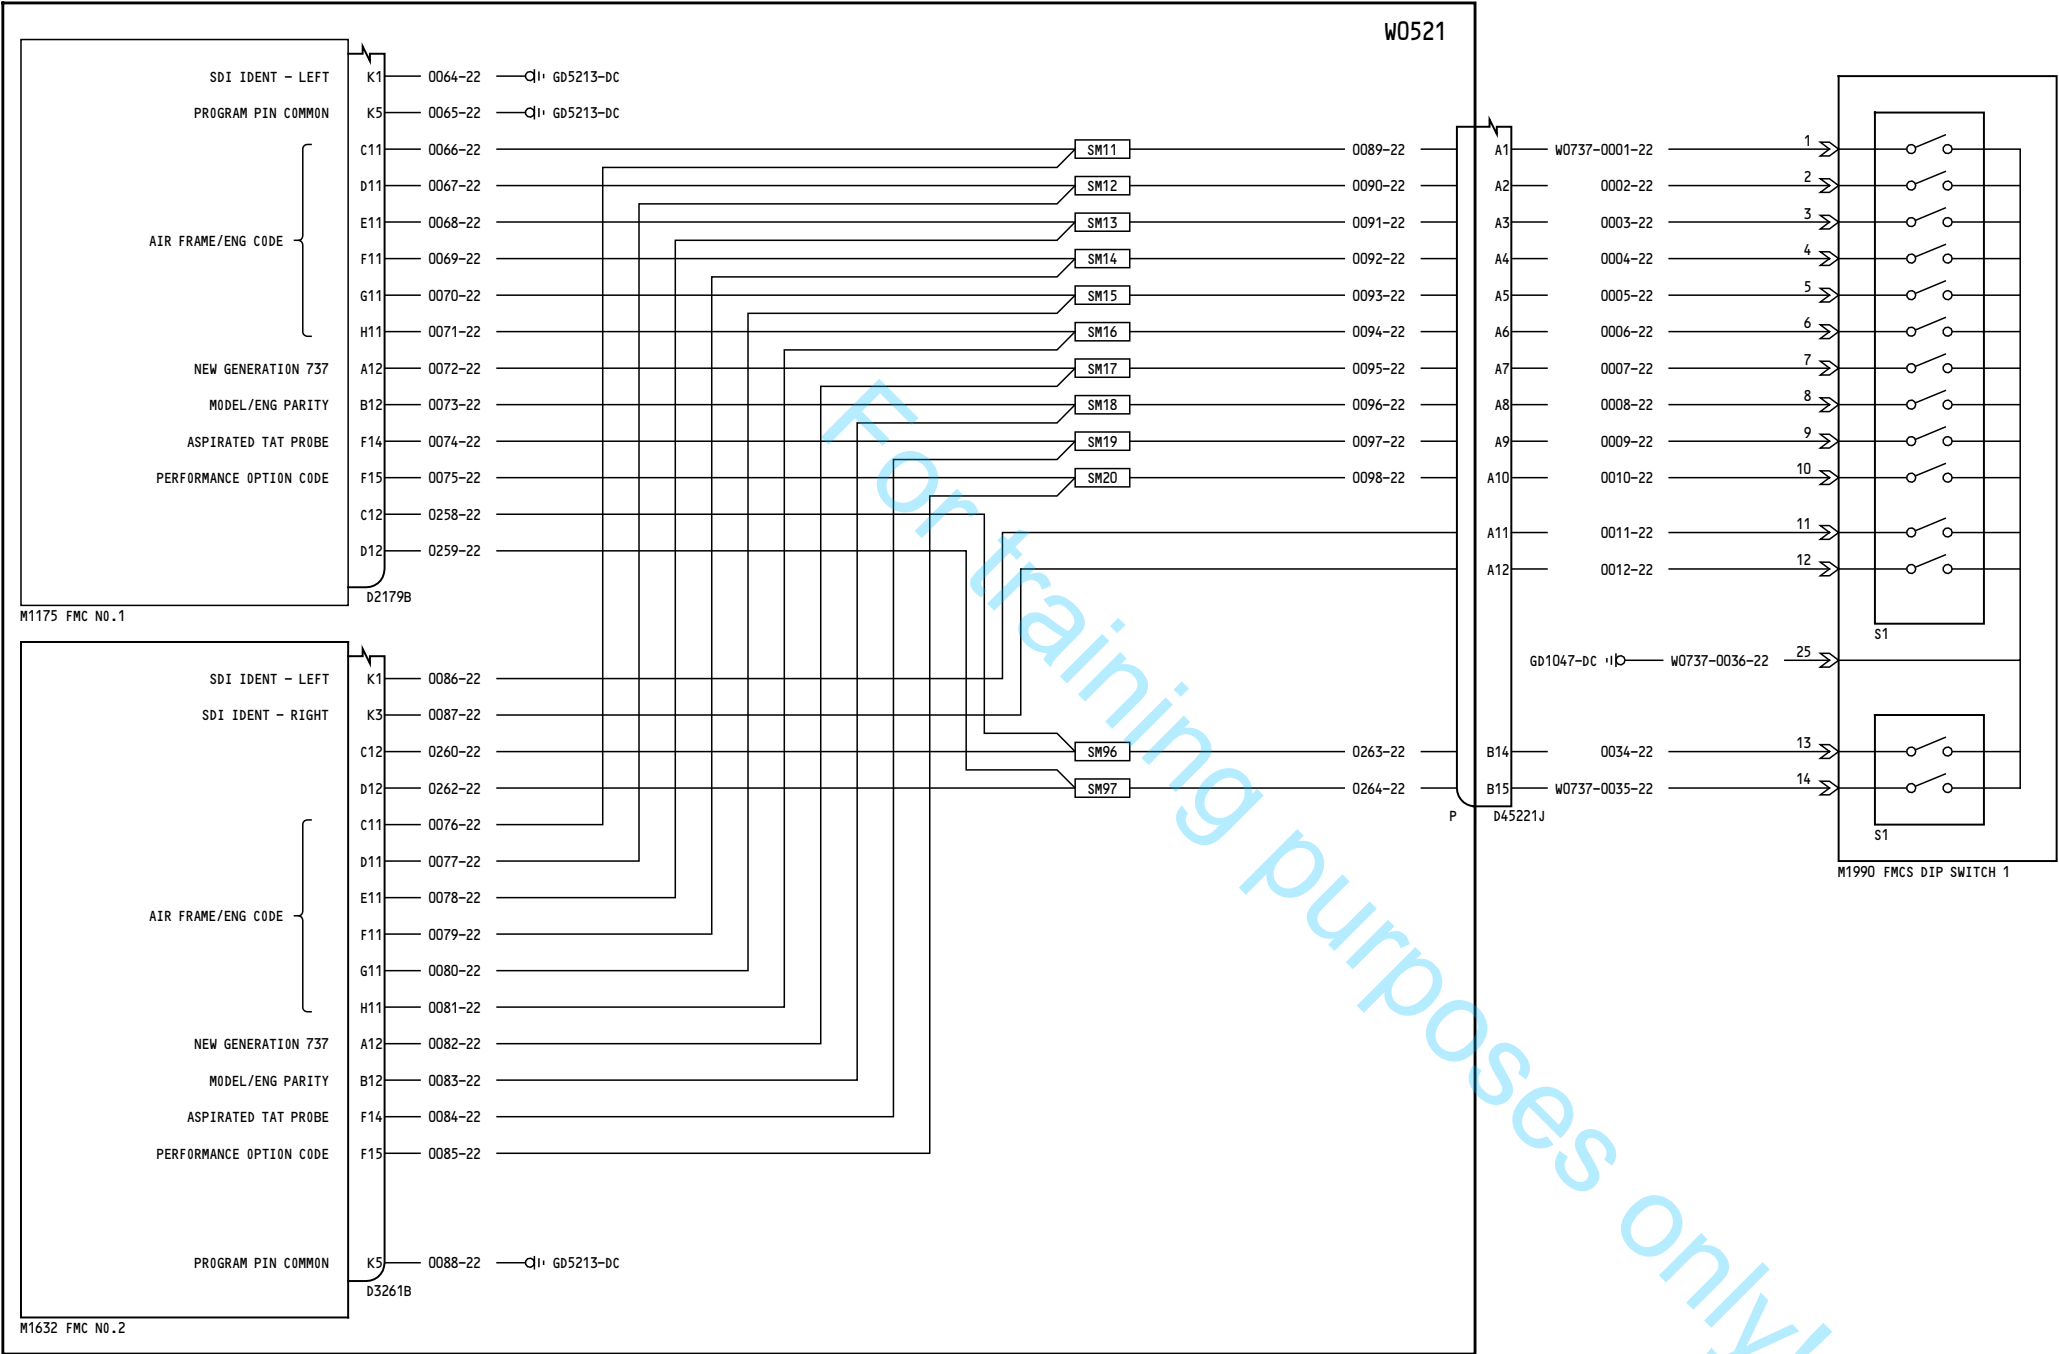 W0521
SDI IDENT - LEFT K1 0064-22 GD5213-DC
PROGRAM PIN COMMON K5 0065-22 GD5213-DC
C11 0066-22 SM11 0089-22 A1 W0737-0001-22 1
D11 0067-22 SM12 0090-22 A2 0002-22 2
E11 0068-22 SM13 0091-22 A3 0003-22 3
AIR FRAME/ENG CODE
F11 0069-22 SM14 0092-22 A4 0004-22 4
G11 0070-22 SM15 0093-22 A5 0005-22 5
H11 0071-22 SM16 0094-22 A6 0006-22 6
NEW GENERATION 737 A12 0072-22 SM17 0095-22 A7 0007-22 7
MODEL/ENG PARITY B12 0073-22 SM18 0096-22 A8 0008-22 8
ASPIRATED TAT PROBE F14 0074-22 SM19 0097-22 A9 0009-22 9
PERFORMANCE OPTION CODE F15 0075-22 SM20 0098-22 A10 0010-22 10
C12 0258-22
A11 0011-22 11
D12 0259-22
A12 0012-22 12
D2179B
M1175 FMC NO.1
S1
GD1047-DC W0737-0036-22 25
SDI IDENT - LEFT K1 0086-22
SDI IDENT - RIGHT K3 0087-22
C12 0260-22 SM96 0263-22 B14 0034-22 13
D12 0262-22 SM97 0264-22 B15 W0737-0035-22 14
P D45221J
S1
M1990 FMCS DIP SWITCH 1
C11 0076-22
D11 0077-22
E11 0078-22
AIR FRAME/ENG CODE
F11 0079-22
G11 0080-22
H11 0081-22
NEW GENERATION 737 A12 0082-22
MODEL/ENG PARITY B12 0083-22
ASPIRATED TAT PROBE F14 0084-22
PERFORMANCE OPTION CODE F15 0085-22
PROGRAM PIN COMMON K5 0088-22 GD5213-DC
D3261B
M1632 FMC NO.2
For training purposes only!